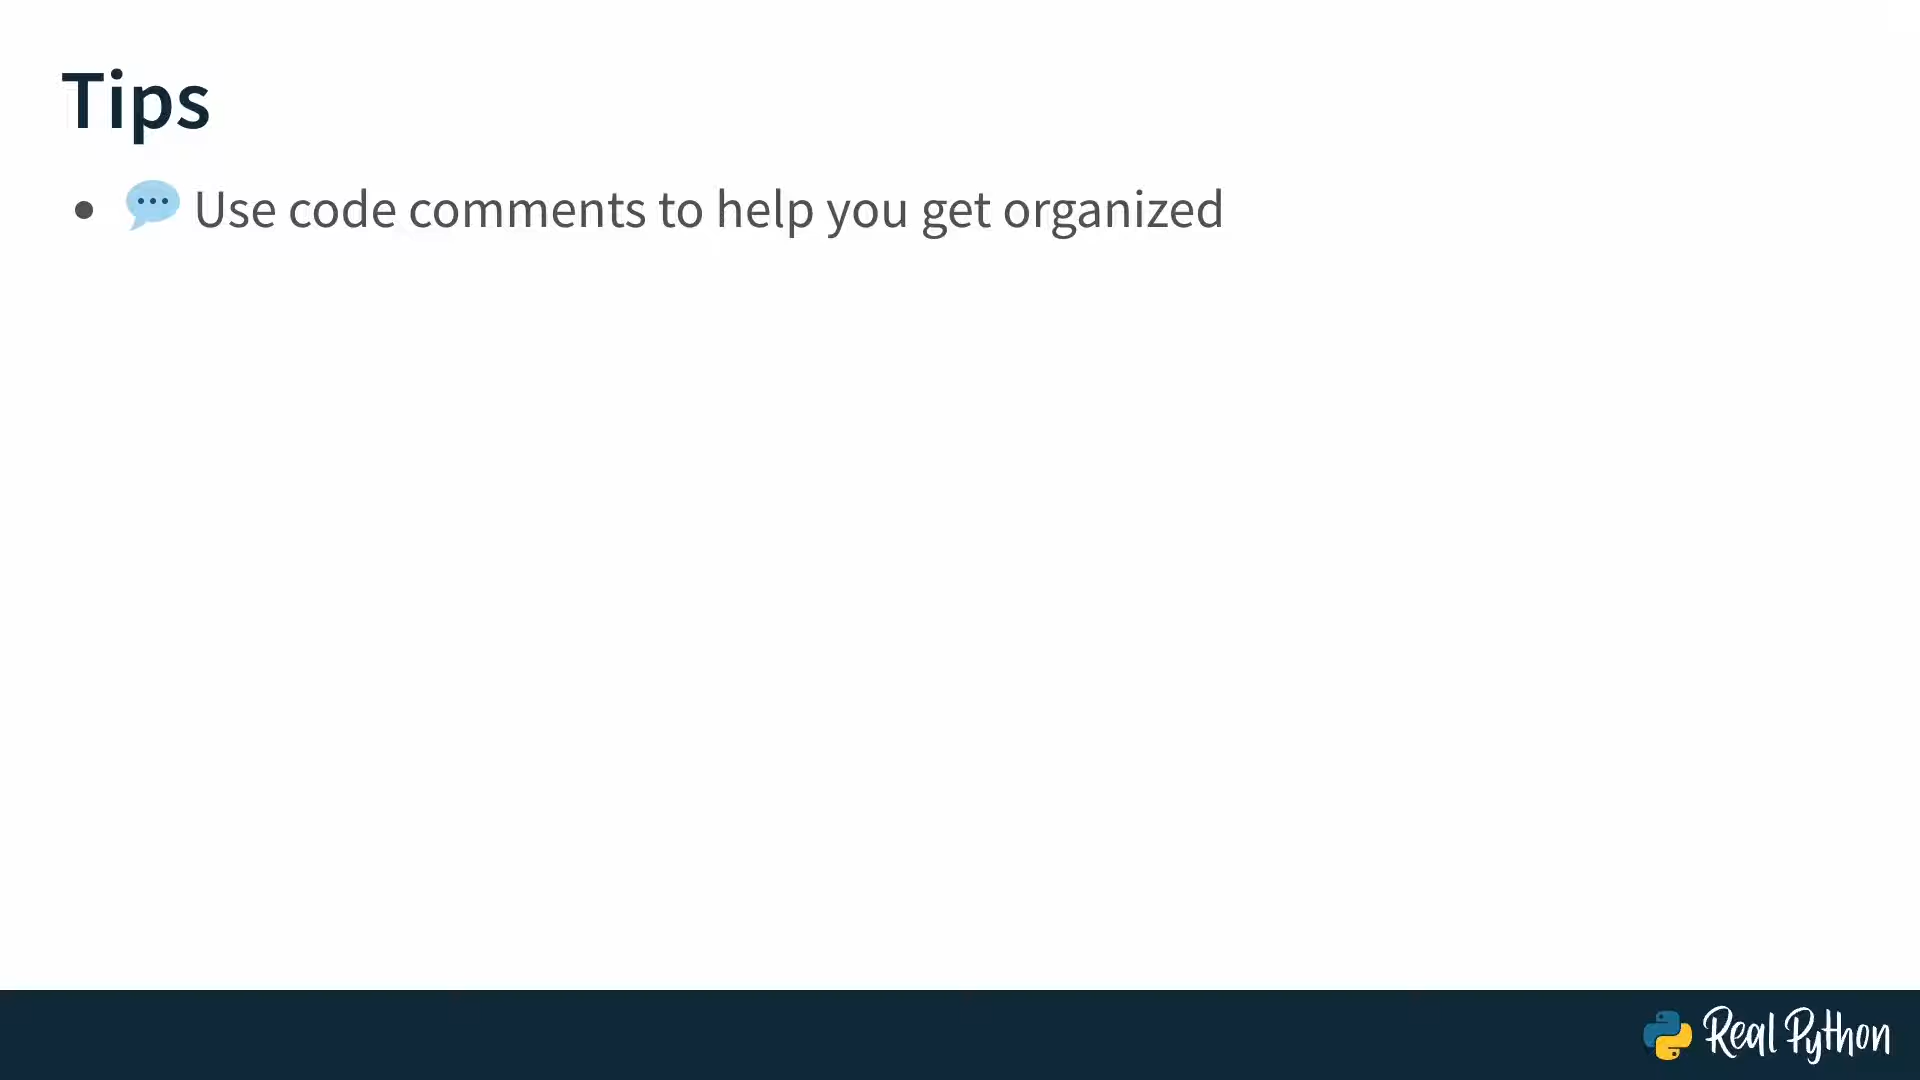 Tips
• 💬 Use code comments to help you get organized
Real Python